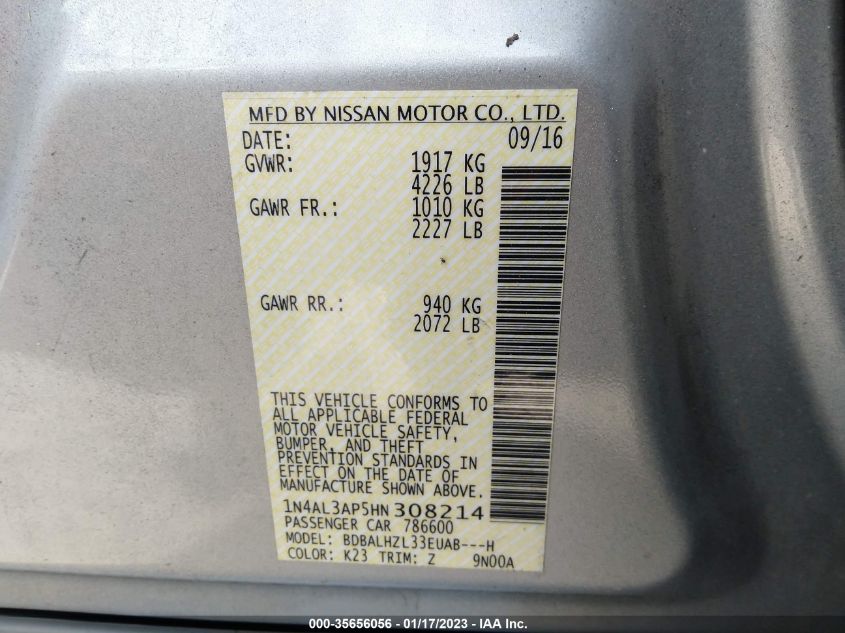 MFD BY NISSAN MOTOR CO., LTD.
DATE: 09/16
GVWR: 1917 KG
4226 LB
GAWR FR.: 1010 KG
2227 LB
GAWR RR.: 940 KG
2072 LB
THIS VEHICLE CONFORMS TO
ALL APPLICABLE FEDERAL
MOTOR VEHICLE SAFETY,
BUMPER, AND THEFT
PREVENTION STANDARDS IN
EFFECT ON THE DATE OF
MANUFACTURE SHOWN ABOVE.
1N4AL3AP5HN308214
PASSENGER CAR 786600
MODEL: BDBALHZL33EUAB---H
COLOR: K23 TRIM: Z 9N00A
000-35656056 - 01/17/2023 - IAA Inc.